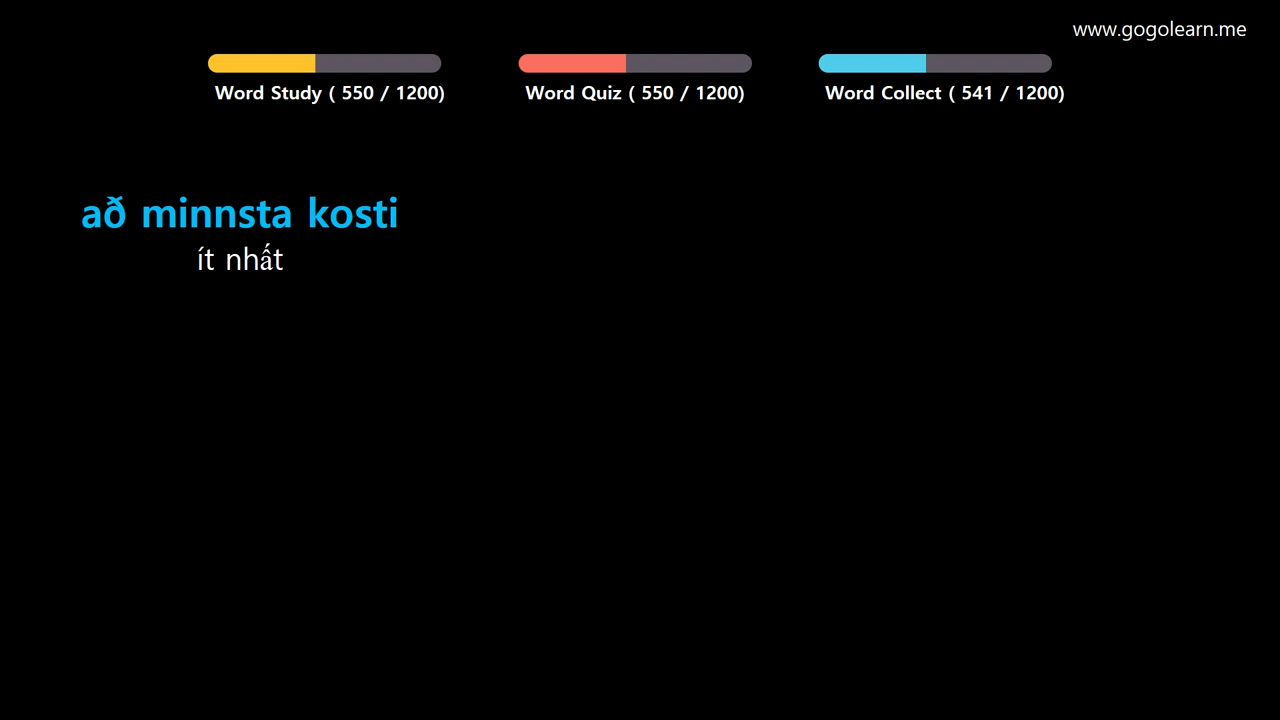 www.gogolearn.me
Word Study ( 550 / 1200)
Word Quiz ( 550 / 1200)
Word Collect ( 541 / 1200)
að minnsta kosti
ít nhất